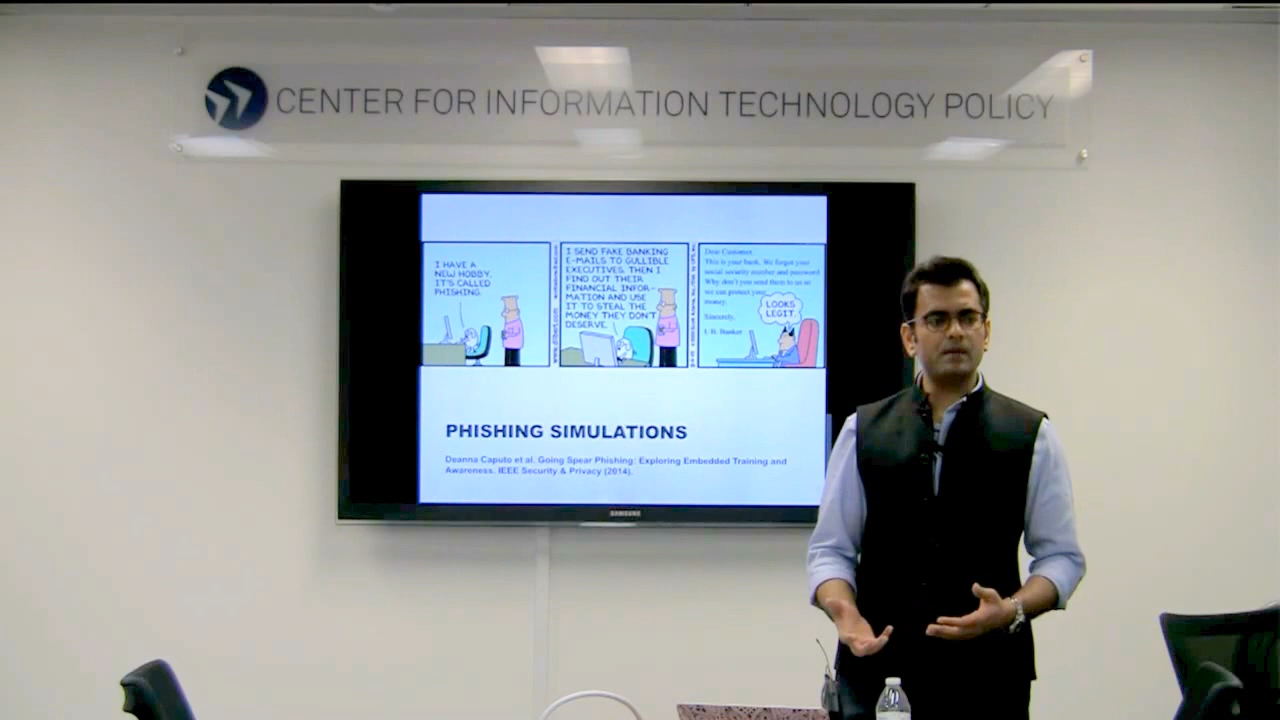 CENTER FOR INFORMATION TECHNOLOGY POLICY
I HAVE A
NEW HOBBY.
IT'S CALLED
PHISHING.
www.dilbert.com
I SEND FAKE BANKING
E-MAILS TO GULLIBLE
EXECUTIVES. THEN I
FIND OUT THEIR
FINANCIAL INFOR-
MATION AND USE
IT TO STEAL THE
MONEY THEY DON'T
DESERVE.
Dear Customer,
This is your bank. We forgot your
social security number and password.
Why don't you send them to us so
we can protect your
money.
Sincerely,
I. B. Banker
LOOKS
LEGIT.
PHISHING SIMULATIONS
Deanna Caputo et al. Going Spear Phishing: Exploring Embedded Training and
Awareness. IEEE Security & Privacy (2014).
SAMSUNG